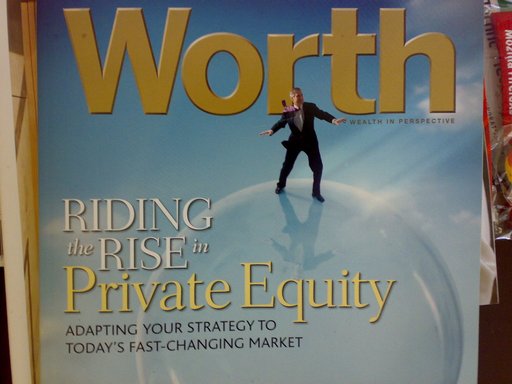 Worth
WEALTH IN PERSPECTIVE
RIDING
the RISE in
Private Equity
ADAPTING YOUR STRATEGY TO
TODAY'S FAST-CHANGING MARKET